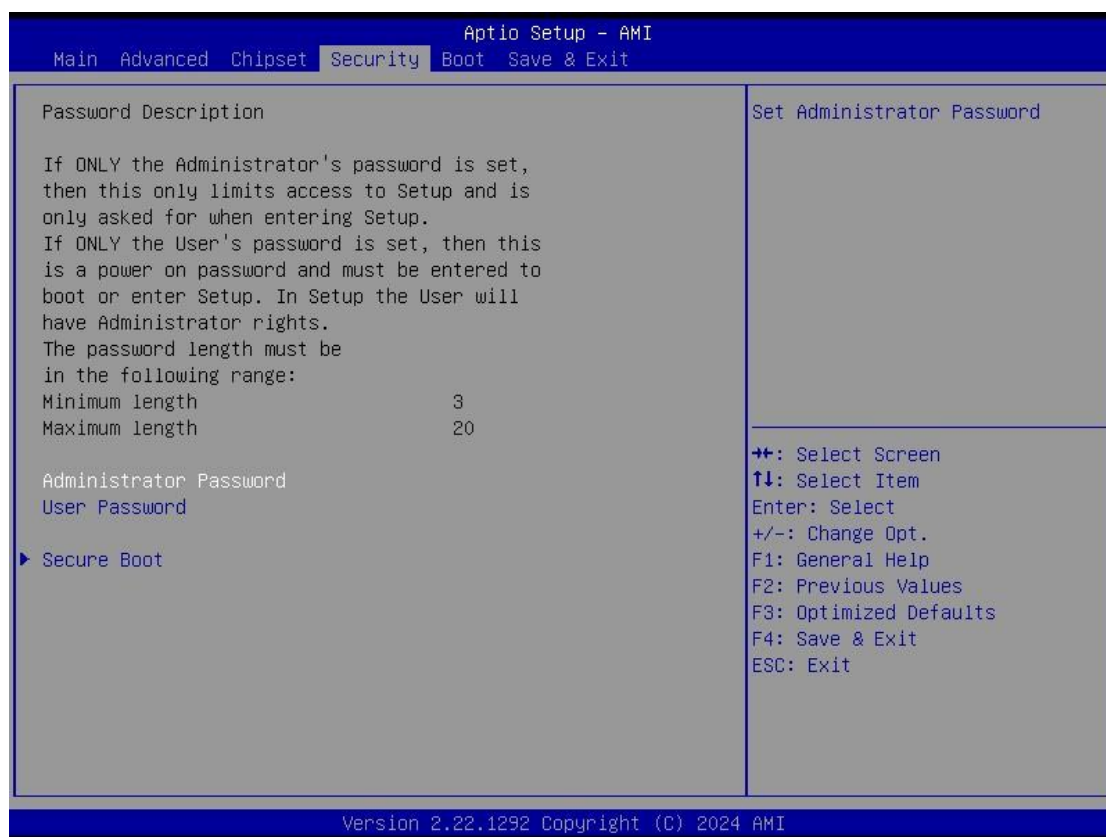 Aptio Setup – AMI
Main Advanced Chipset Security Boot Save & Exit
Password Description
If ONLY the Administrator's password is set,
then this only limits access to Setup and is
only asked for when entering Setup.
If ONLY the User's password is set, then this
is a power on password and must be entered to
boot or enter Setup. In Setup the User will
have Administrator rights.
The password length must be
in the following range:
Minimum length 3
Maximum length 20
Administrator Password
User Password
Secure Boot
Set Administrator Password
→←: Select Screen
↑↓: Select Item
Enter: Select
+/-: Change Opt.
F1: General Help
F2: Previous Values
F3: Optimized Defaults
F4: Save & Exit
ESC: Exit
Version 2.22.1292 Copyright (C) 2024 AMI